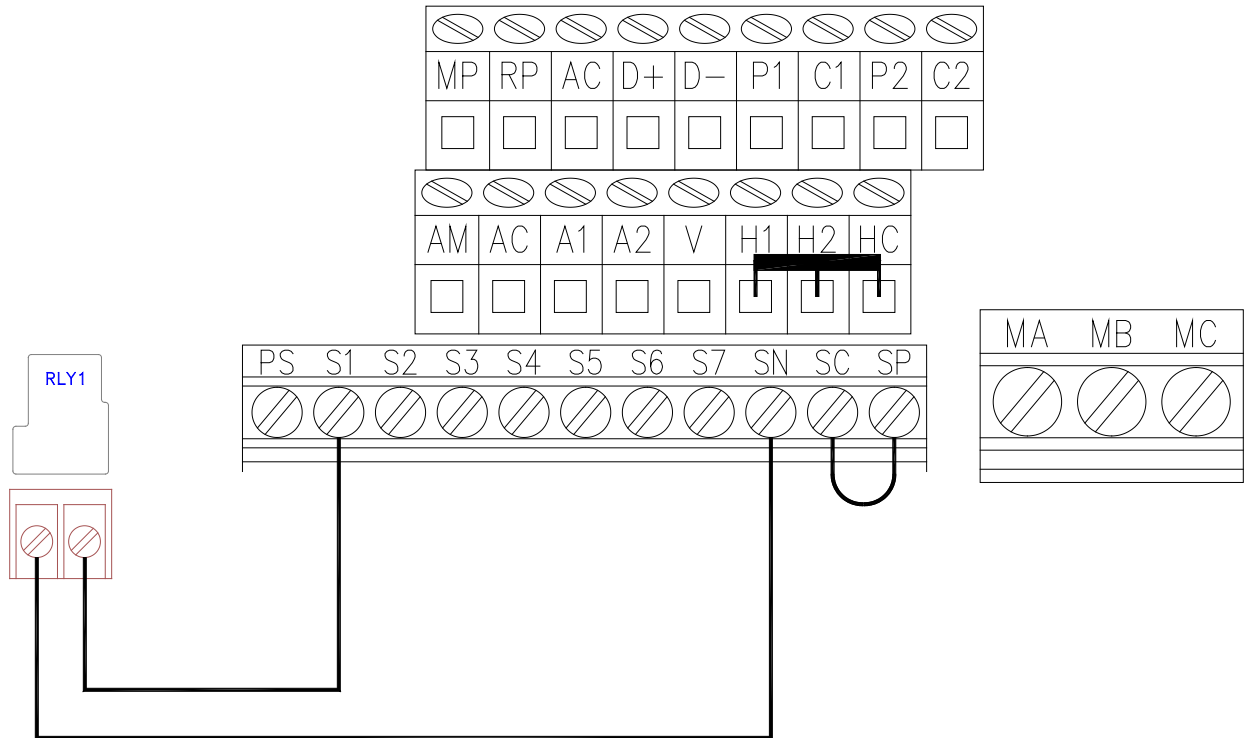 MP RP AC D+ D- P1 C1 P2 C2
AM AC A1 A2 V H1 H2 HC
MA MB MC
PS S1 S2 S3 S4 S5 S6 S7 SN SC SP
RLY1